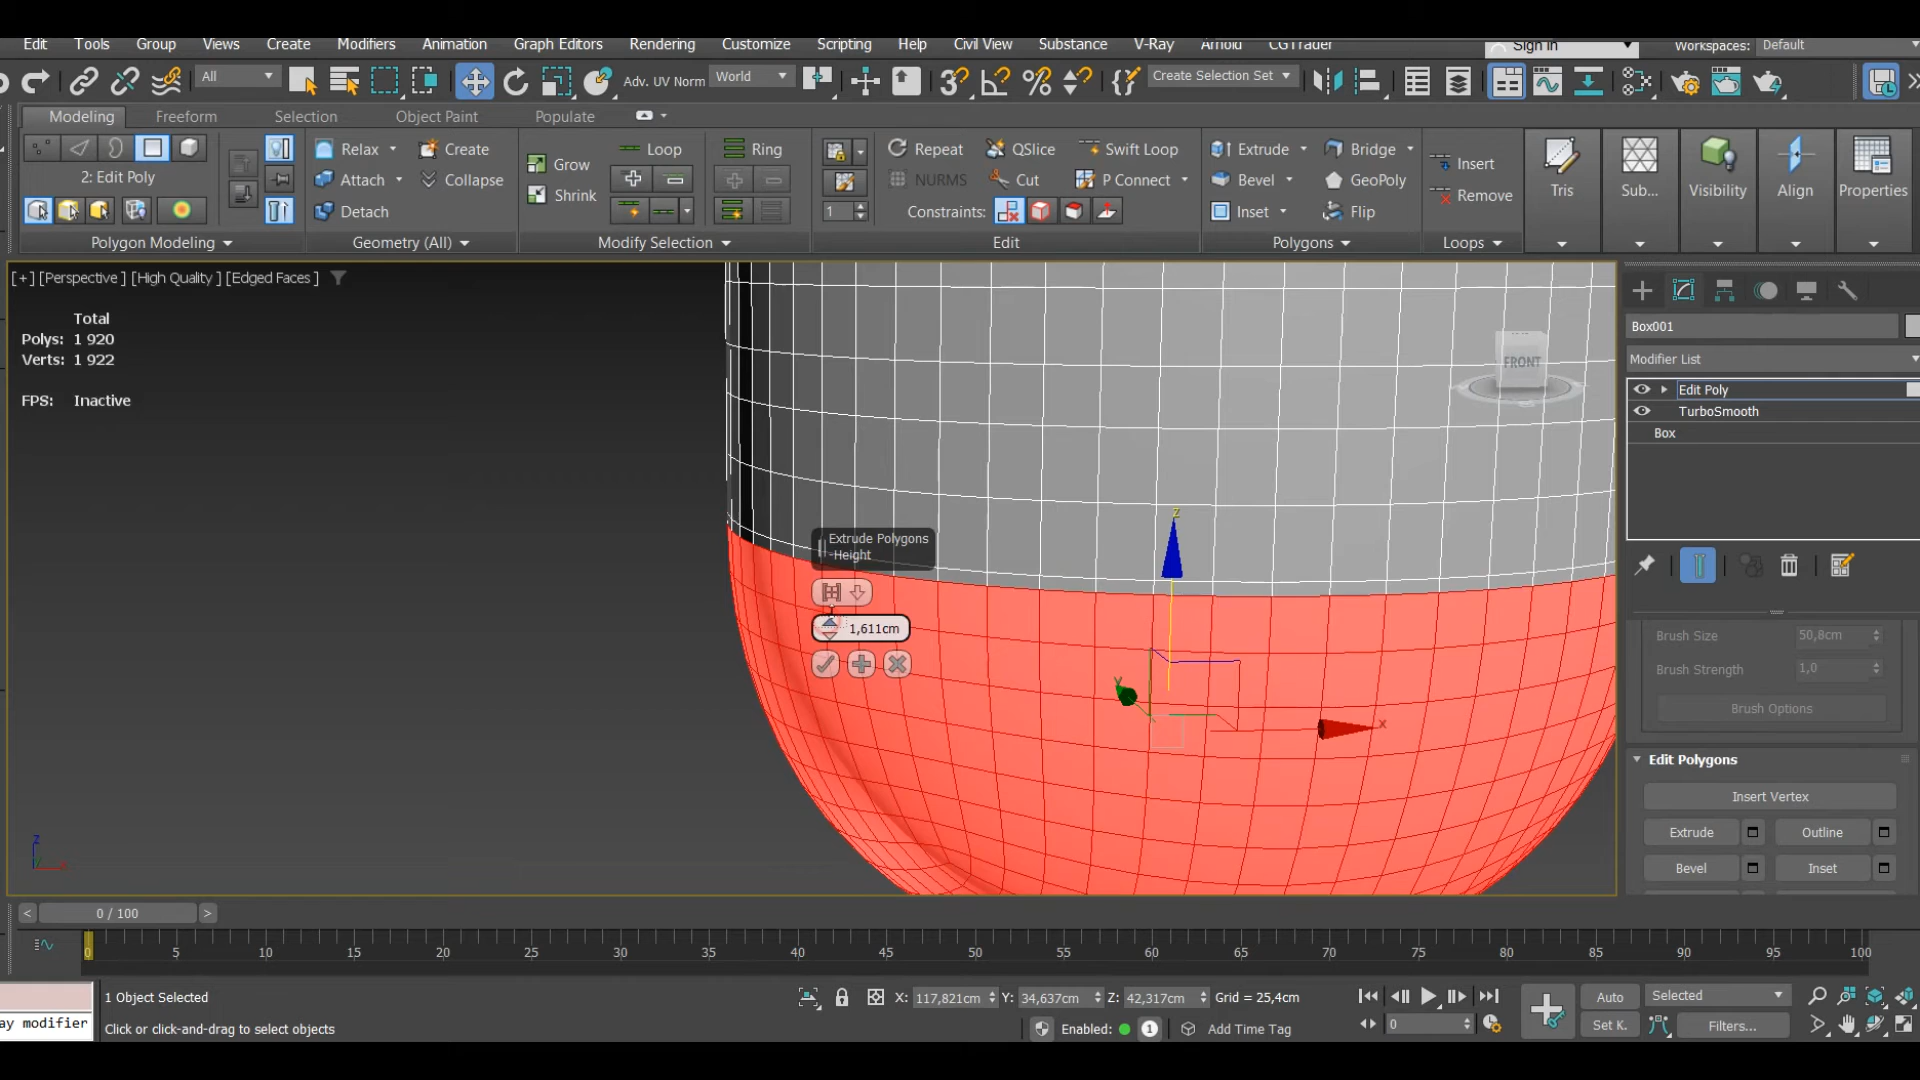 Edit Tools Group Views Create Modifiers Animation Graph Editors Rendering Customize Scripting Help Civil View Substance V-Ray Arnold CGTrader Sign In Workspaces: Default
All Adv. UV Norm World Create Selection Set
Modeling Freeform Selection Object Paint Populate
Relax Create Loop Ring Repeat QSlice Swift Loop Extrude Bridge Insert
2: Edit Poly Attach Collapse Grow NURMS Cut P Connect Bevel GeoPoly Tris Sub... Visibility Align Properties
Shrink Remove
Detach 1 Constraints: Inset Flip
Polygon Modeling Geometry (All) Modify Selection Edit Polygons Loops
[+] [Perspective ] [High Quality ] [Edged Faces ]
Total
Polys: 1 920
Verts: 1 922
FPS: Inactive
FRONT
Extrude Polygons
-Height
1,611cm
z
y
x
z
x
Box001
Modifier List
Edit Poly
TurboSmooth
Box
Brush Size 50,8cm
Brush Strength 1,0
Brush Options
Edit Polygons
Insert Vertex
Extrude Outline
Bevel Inset
< 0 / 100 >
0 5 10 15 20 25 30 35 40 45 50 55 60 65 70 75 80 85 90 95 100
1 Object Selected X: 117,821cm Y: 34,637cm Z: 42,317cm Grid = 25,4cm Auto Selected
ay modifier Click or click-and-drag to select objects Enabled: 1 Add Time Tag 0 Set K. Filters...